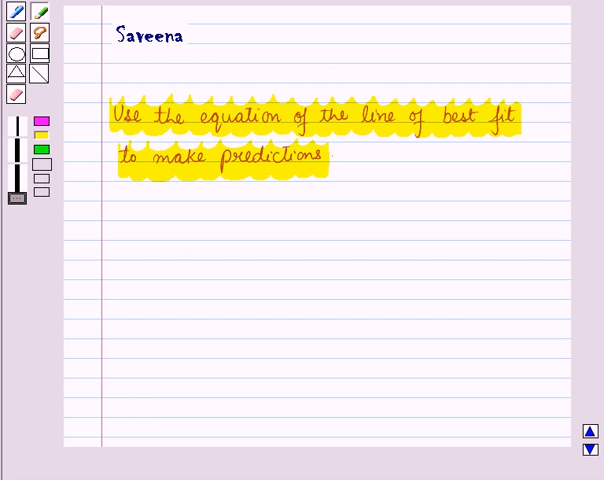 Saveena
Use the equation of the line of best fit
to make predictions.